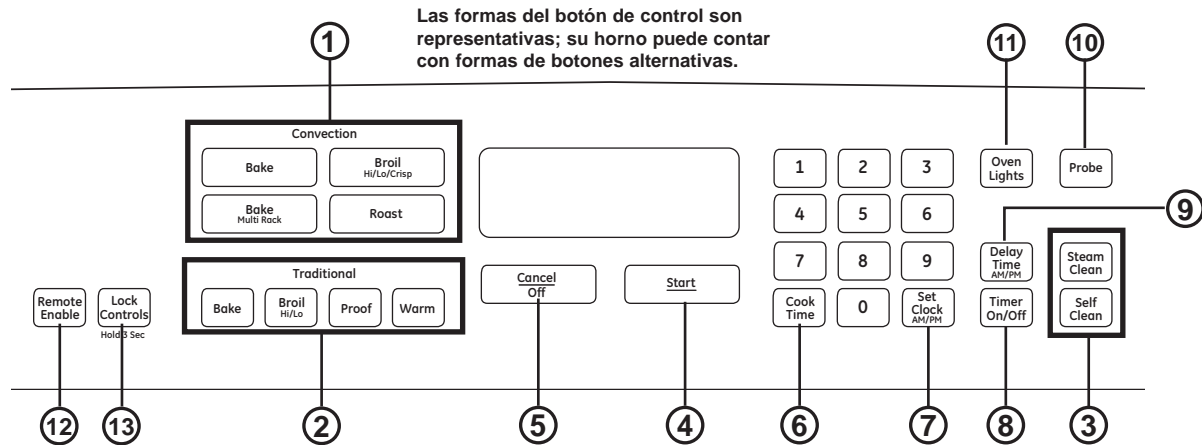 Las formas del botón de control son
representativas; su horno puede contar
con formas de botones alternativas.
1
11
10
Convection
Bake
Broil
Hi/Lo/Crisp
Bake
Multi Rack
Roast
1 2 3
4 5 6
7 8 9
0
Oven
Lights
Probe
9
Traditional
Bake
Broil
Hi/Lo
Proof
Warm
Cancel
Off
Start
Cook
Time
Set
Clock
AM/PM
Delay
Time
AM/PM
Timer
On/Off
Steam
Clean
Self
Clean
Remote
Enable
Lock
Controls
Hold 3 Sec
12
13
2
5
4
6
7
8
3